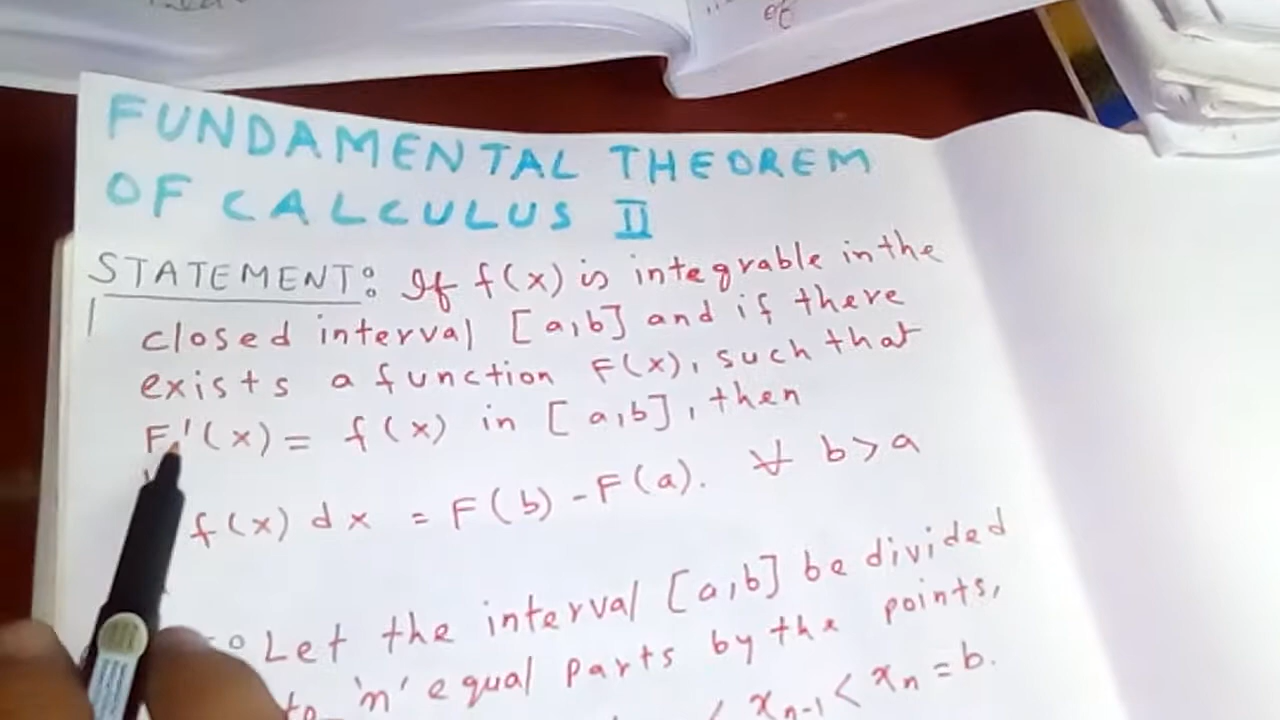 FUNDAMENTAL THEOREM
OF CALCULUS II
STATEMENT: If f(x) is integrable in the
closed interval [a,b] and if there
exists a function F(x), such that
F'(x) = f(x) in [a,b], then
f(x) dx = F(b) - F(a). ∀ b > a
Let the interval [a,b] be divided
to 'n' equal parts by the points,
< xₙ₋₁ < xₙ = b.